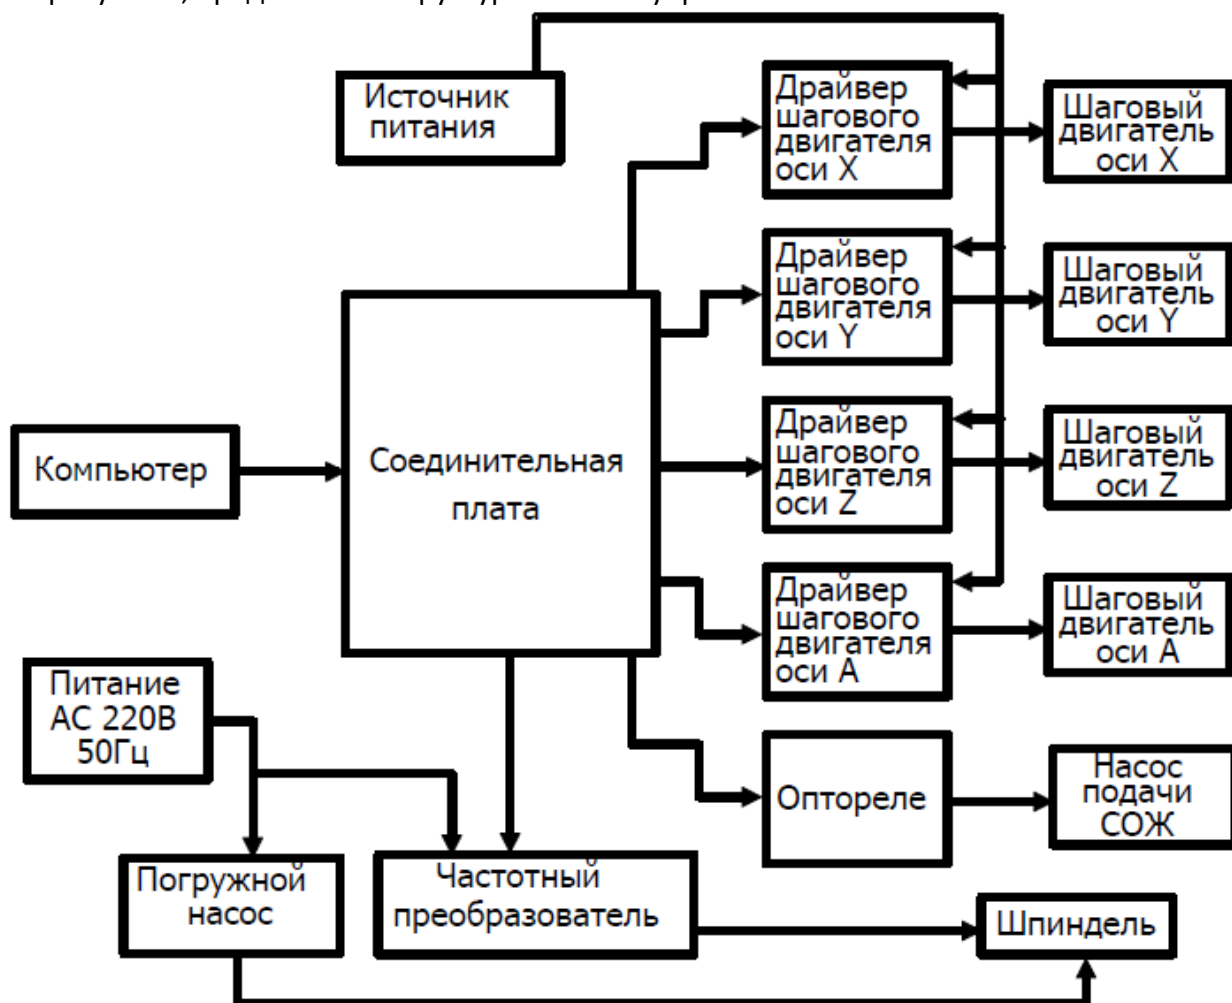 Источник
питания
Драйвер
шагового
двигателя
оси X
Шаговый
двигатель
оси X
Драйвер
шагового
двигателя
оси Y
Шаговый
двигатель
оси Y
Компьютер
Соединительная
плата
Драйвер
шагового
двигателя
оси Z
Шаговый
двигатель
оси Z
Драйвер
шагового
двигателя
оси A
Шаговый
двигатель
оси A
Питание
AC 220В
50Гц
Оптореле
Насос
подачи
СОЖ
Погружной
насос
Частотный
преобразователь
Шпиндель